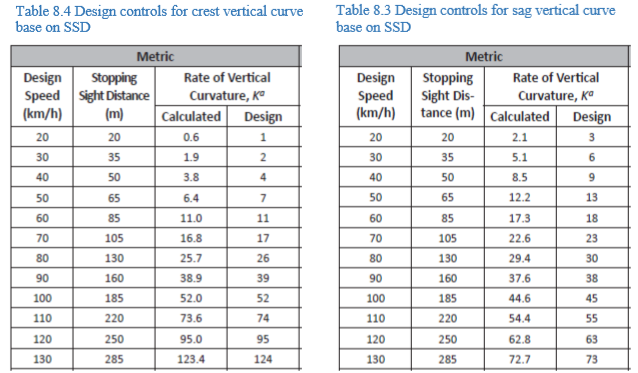 Table 8.4 Design controls for crest vertical curve
base on SSD
Metric
Design Speed (km/h) Stopping Sight Distance (m) Rate of Vertical Curvature, Kᵃ
Calculated Design
20 20 0.6 1
30 35 1.9 2
40 50 3.8 4
50 65 6.4 7
60 85 11.0 11
70 105 16.8 17
80 130 25.7 26
90 160 38.9 39
100 185 52.0 52
110 220 73.6 74
120 250 95.0 95
130 285 123.4 124
Table 8.3 Design controls for sag vertical curve
base on SSD
Metric
Design Speed (km/h) Stopping Sight Dis-tance (m) Rate of Vertical Curvature, Kᵃ
Calculated Design
20 20 2.1 3
30 35 5.1 6
40 50 8.5 9
50 65 12.2 13
60 85 17.3 18
70 105 22.6 23
80 130 29.4 30
90 160 37.6 38
100 185 44.6 45
110 220 54.4 55
120 250 62.8 63
130 285 72.7 73